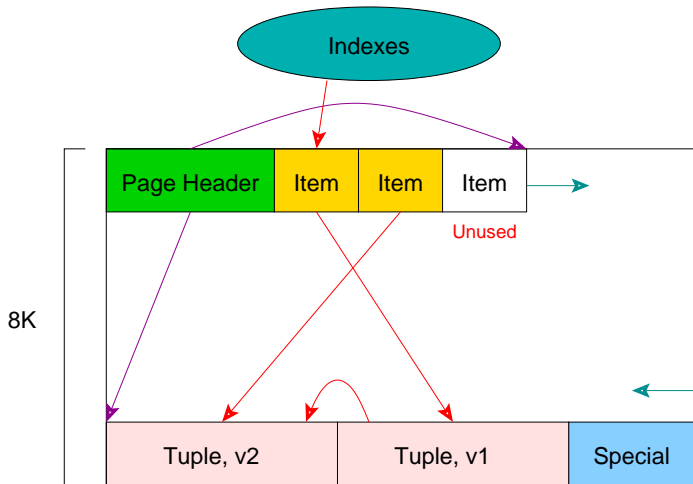 Indexes
Page Header Item Item Item
Unused
8K
Tuple, v2 Tuple, v1 Special